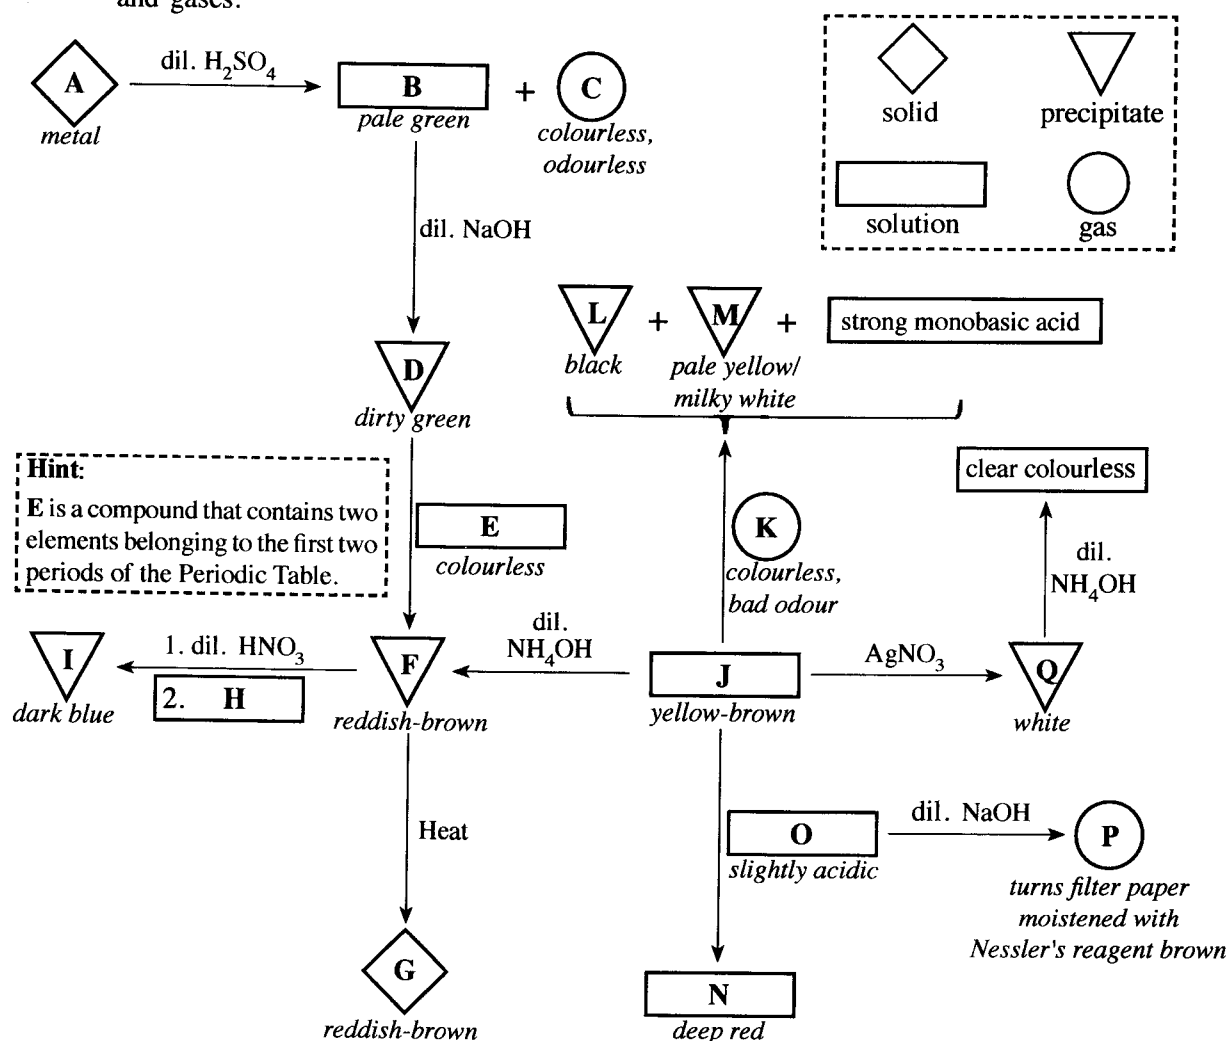 and gases.
A
metal
dil. H₂SO₄
B
pale green
+
C
colourless,
odourless
solid
precipitate
solution
gas
dil. NaOH
D
dirty green
L
black
+
M
pale yellow/
milky white
+
strong monobasic acid
Hint:
E is a compound that contains two
elements belonging to the first two
periods of the Periodic Table.
E
colourless
K
colourless,
bad odour
clear colourless
dil.
NH₄OH
I
dark blue
1. dil. HNO₃
2. H
F
reddish-brown
dil.
NH₄OH
J
yellow-brown
AgNO₃
Q
white
Heat
G
reddish-brown
O
slightly acidic
dil. NaOH
P
turns filter paper
moistened with
Nessler's reagent brown
N
deep red